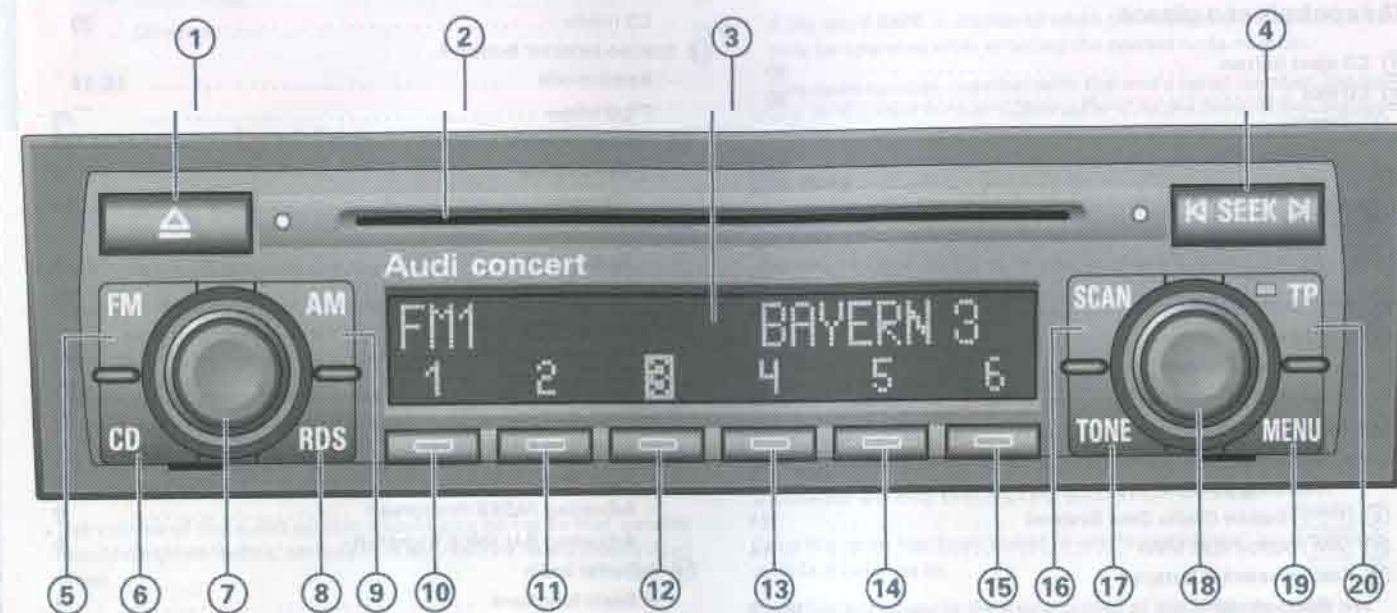 1 2 3 4
SEEK
Audi concert
FM AM
FM1 BAYERN 3
SCAN TP
1 2 3 4 5 6
CD RDS
TONE MENU
5 6 7 8 9 10 11 12 13 14 15 16 17 18 19 20